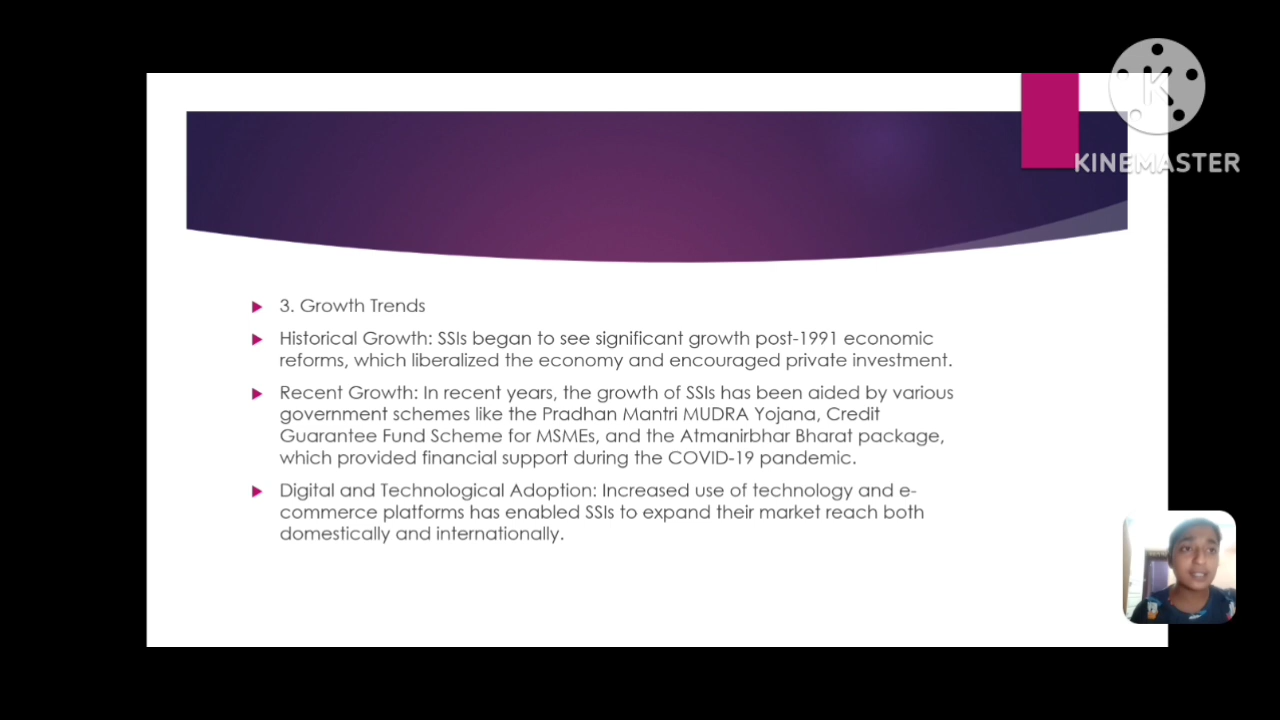 K
KINEMASTER
3. Growth Trends
Historical Growth: SSIs began to see significant growth post-1991 economic
reforms, which liberalized the economy and encouraged private investment.
Recent Growth: In recent years, the growth of SSIs has been aided by various
government schemes like the Pradhan Mantri MUDRA Yojana, Credit
Guarantee Fund Scheme for MSMEs, and the Atmanirbhar Bharat package,
which provided financial support during the COVID-19 pandemic.
Digital and Technological Adoption: Increased use of technology and e-
commerce platforms has enabled SSIs to expand their market reach both
domestically and internationally.